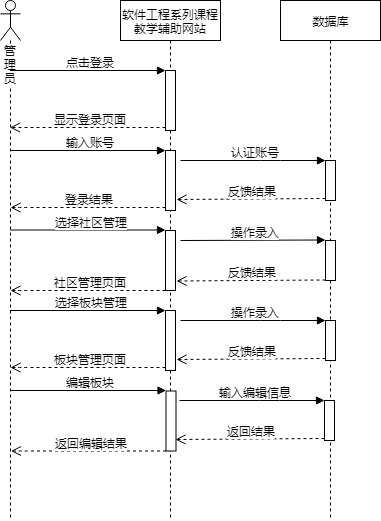 软件工程系列课程
教学辅助网站
数据库
管理员
点击登录
显示登录页面
输入账号
认证账号
反馈结果
登录结果
选择社区管理
操作录入
反馈结果
社区管理页面
选择板块管理
操作录入
反馈结果
板块管理页面
编辑板块
输入编辑信息
返回结果
返回编辑结果